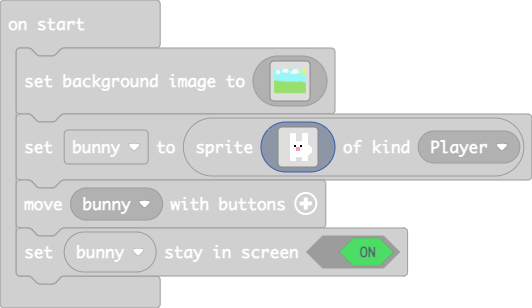 on start
set background image to
set bunny to sprite of kind Player
move bunny with buttons
set bunny stay in screen ON